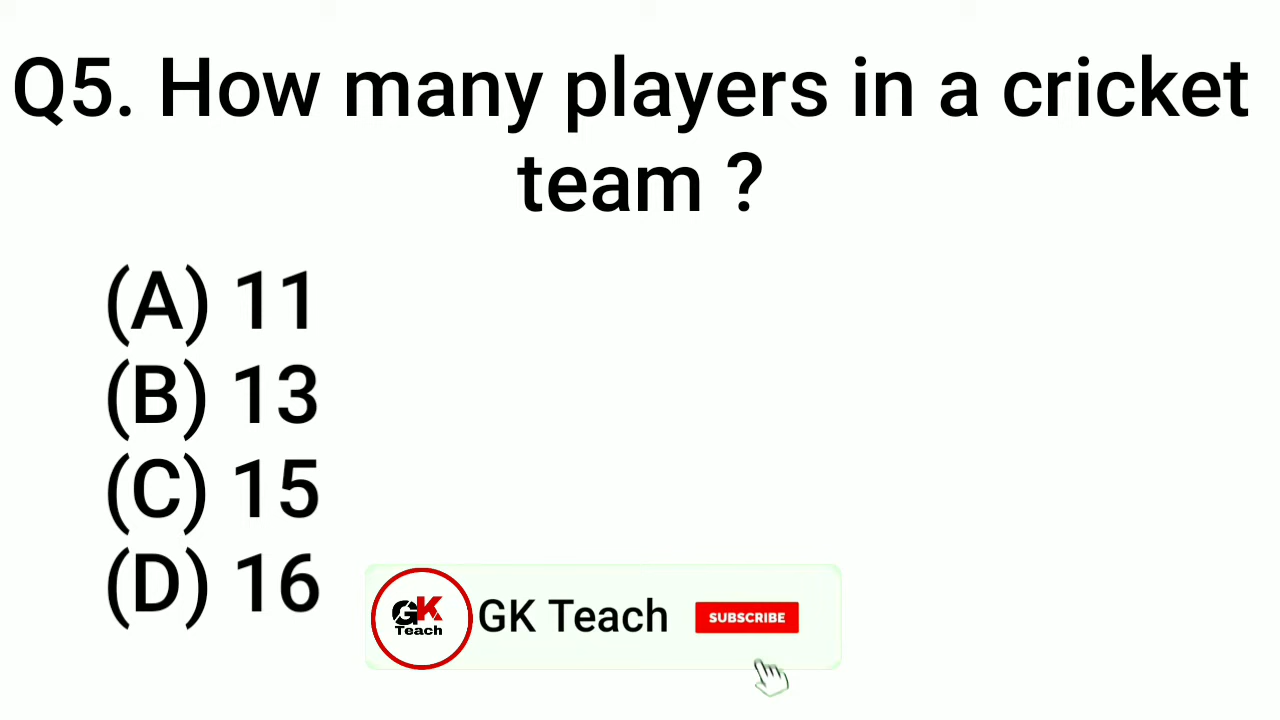 Q5. How many players in a cricket
team ?
(A) 11
(B) 13
(C) 15
(D) 16
GK
Teach
GK Teach
SUBSCRIBE